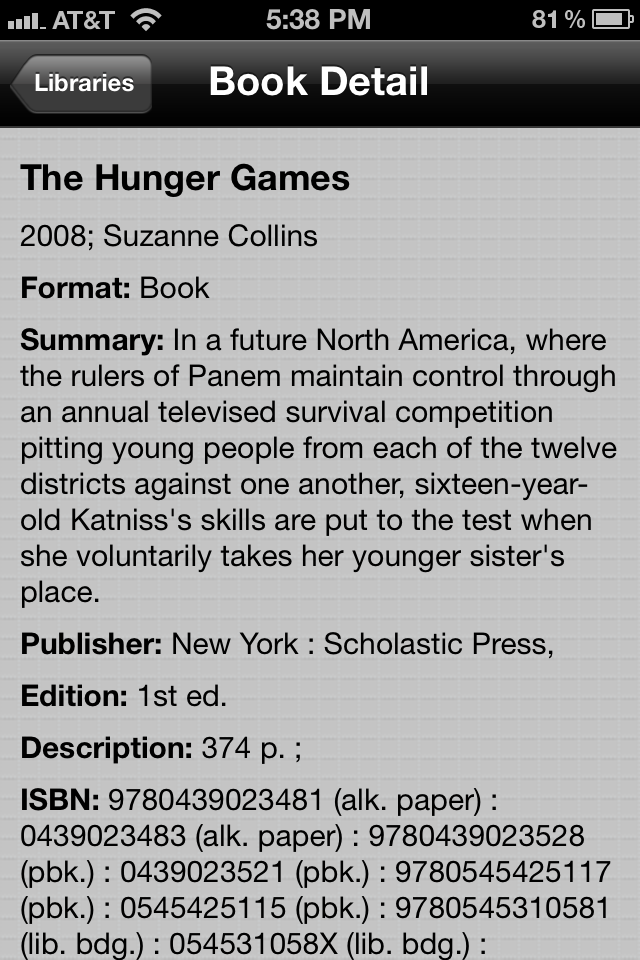 AT&T 5:38 PM 81 %
Libraries Book Detail
The Hunger Games
2008; Suzanne Collins
Format: Book
Summary: In a future North America, where
the rulers of Panem maintain control through
an annual televised survival competition
pitting young people from each of the twelve
districts against one another, sixteen-year-
old Katniss's skills are put to the test when
she voluntarily takes her younger sister's
place.
Publisher: New York : Scholastic Press,
Edition: 1st ed.
Description: 374 p. ;
ISBN: 9780439023481 (alk. paper) :
0439023483 (alk. paper) : 9780439023528
(pbk.) : 0439023521 (pbk.) : 9780545425117
(pbk.) : 0545425115 (pbk.) : 9780545310581
(lib. bdg.) : 054531058X (lib. bdg.) :